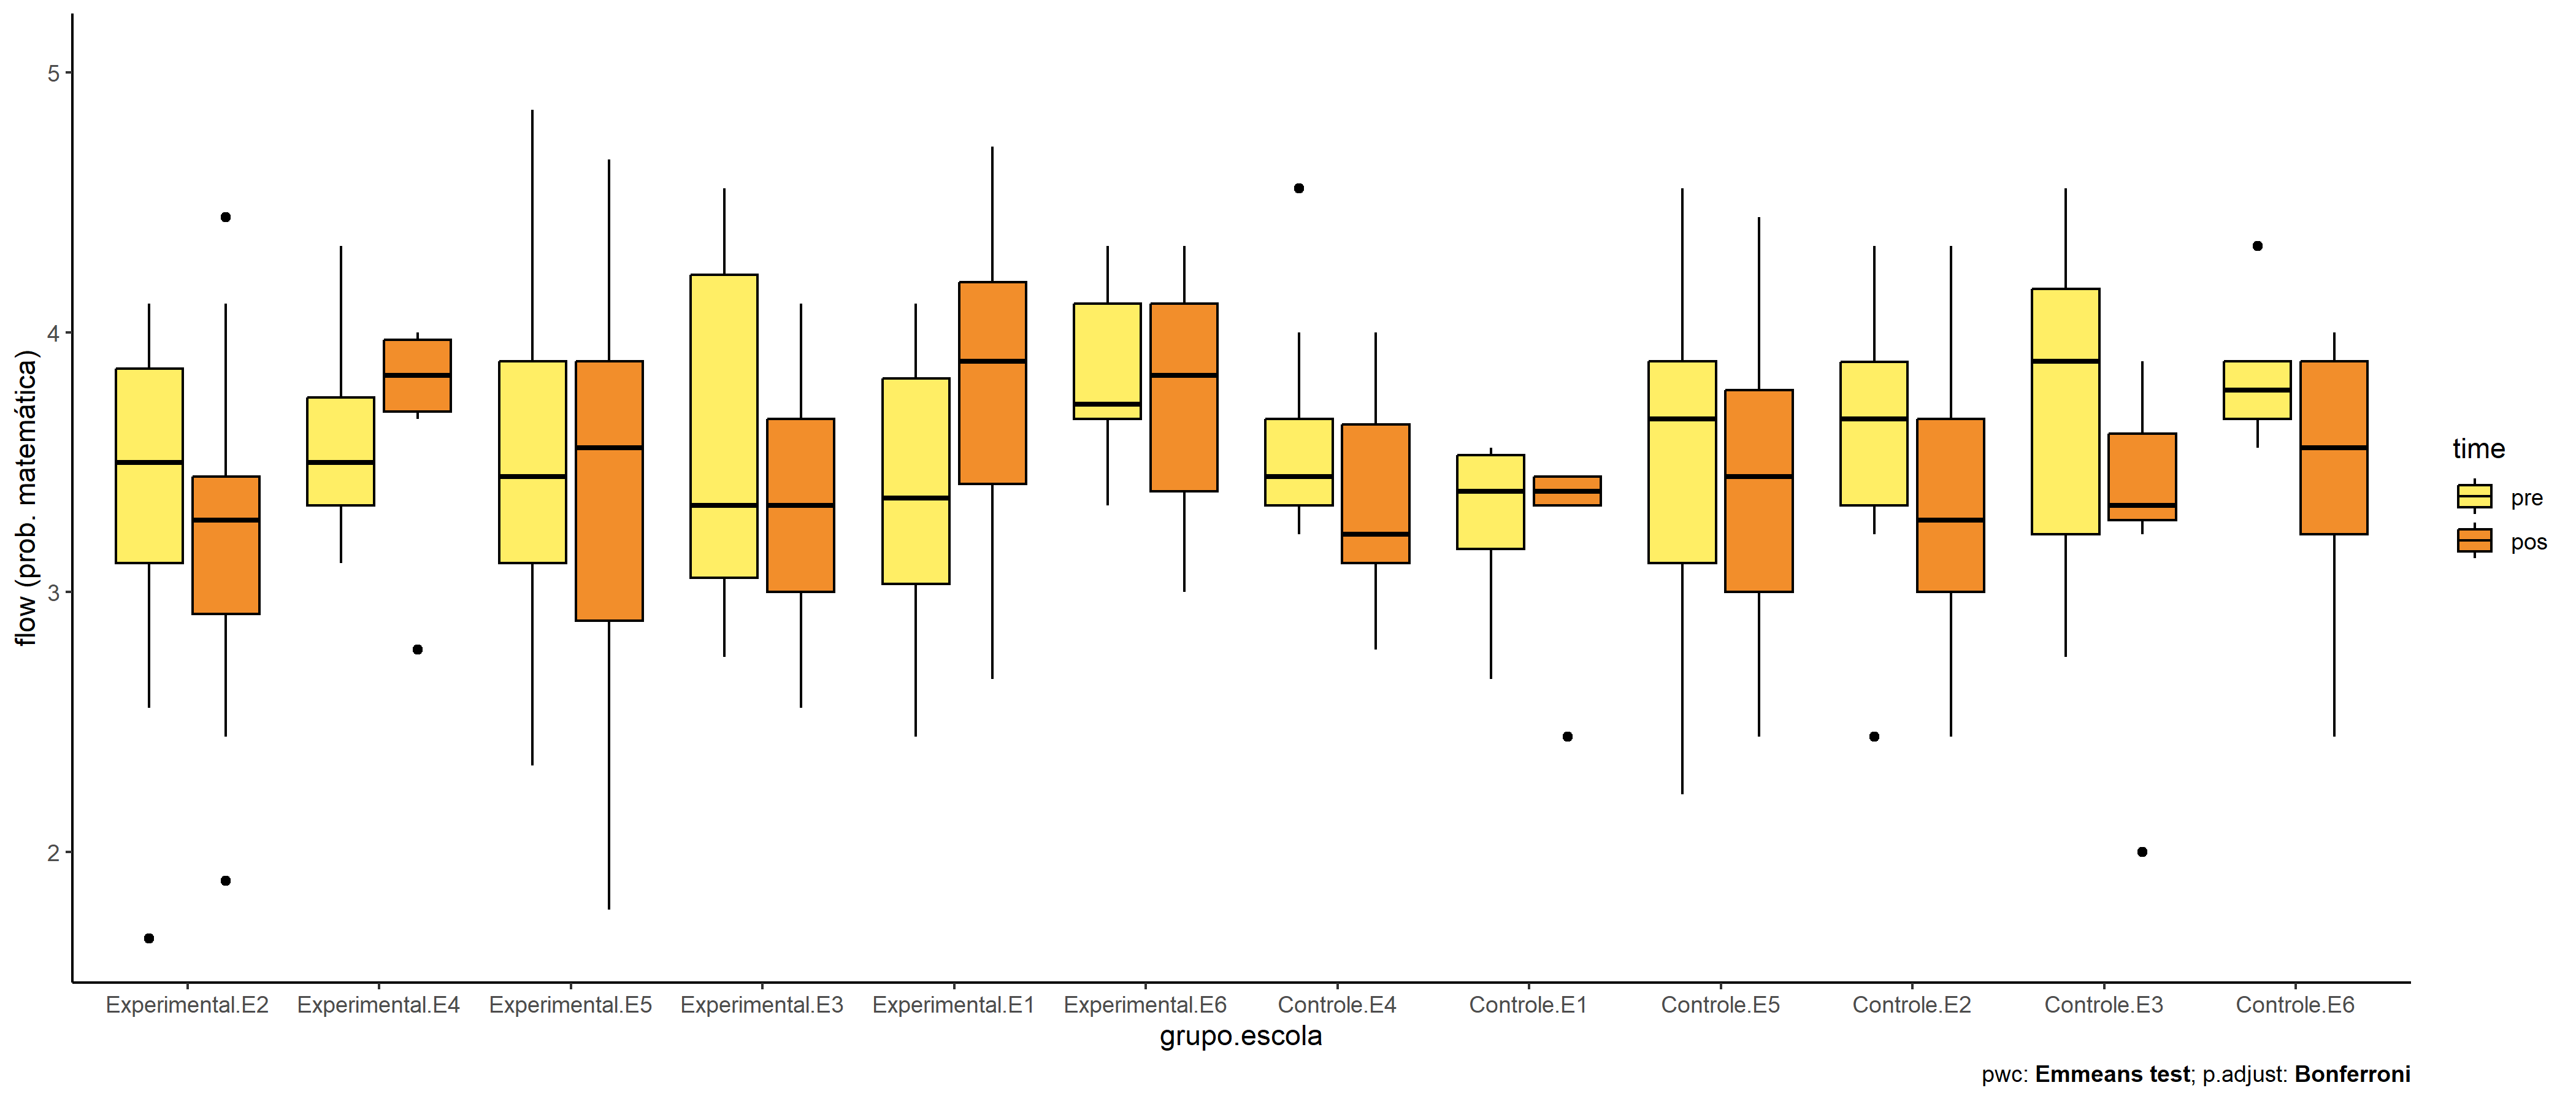 flow (prob. matemática)
5
4
3
2
Experimental.E2 Experimental.E4 Experimental.E5 Experimental.E3 Experimental.E1 Experimental.E6 Controle.E4 Controle.E1 Controle.E5 Controle.E2 Controle.E3 Controle.E6
grupo.escola
time
pre
pos
pwc: Emmeans test; p.adjust: Bonferroni